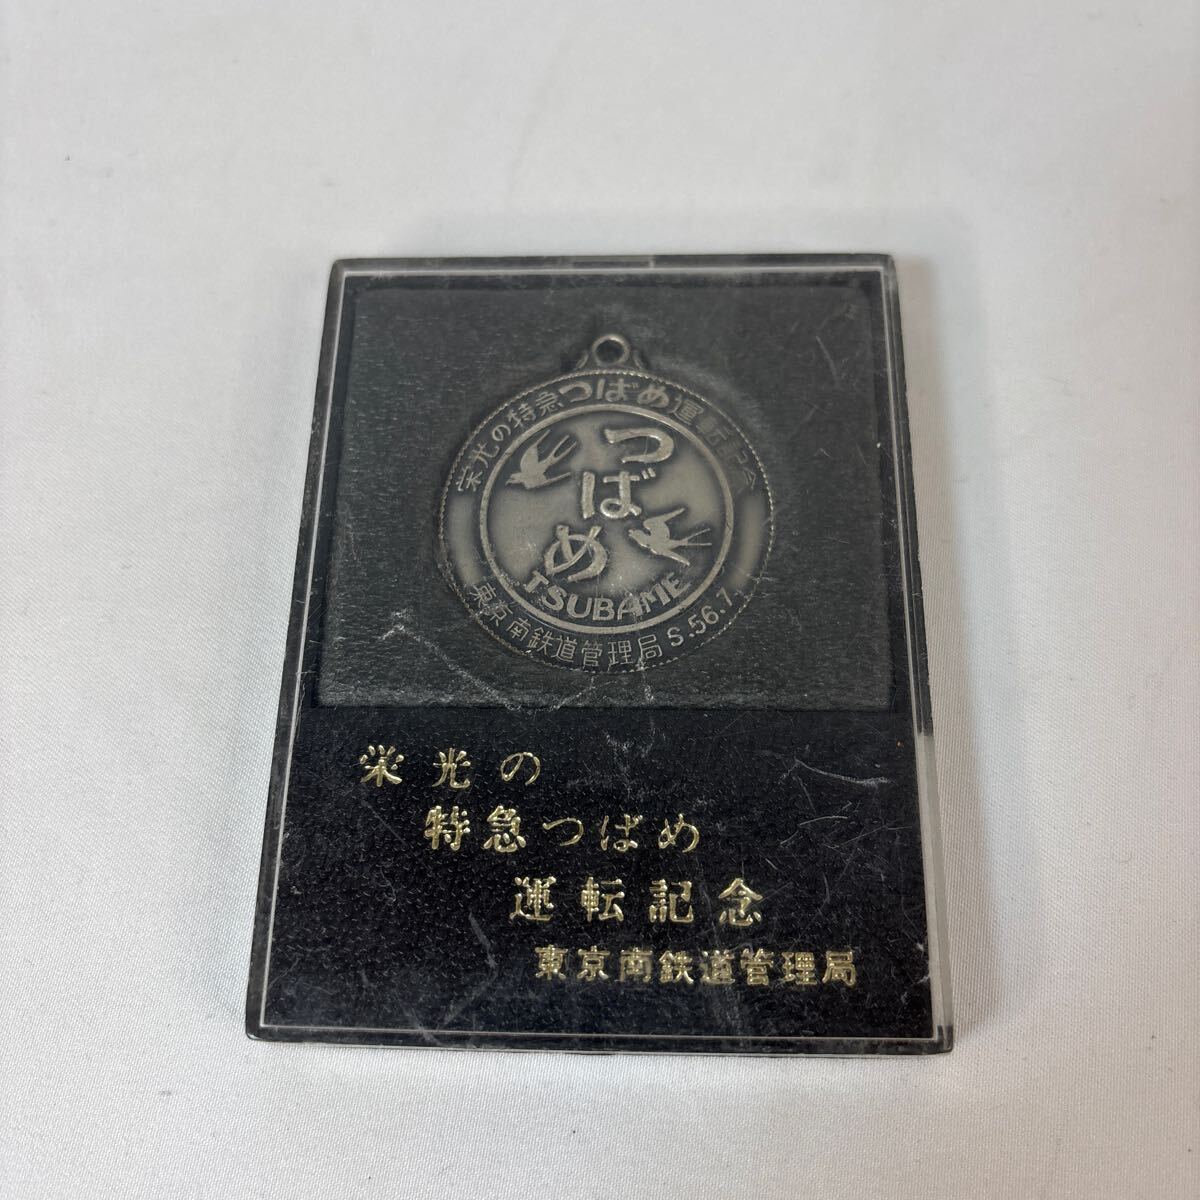 栄光の特急つばめ運転記念
つ
ば
め
TSUBAME
東京南鉄道管理局 S.56.7
栄光の
特急つばめ
運転記念
東京南鉄道管理局